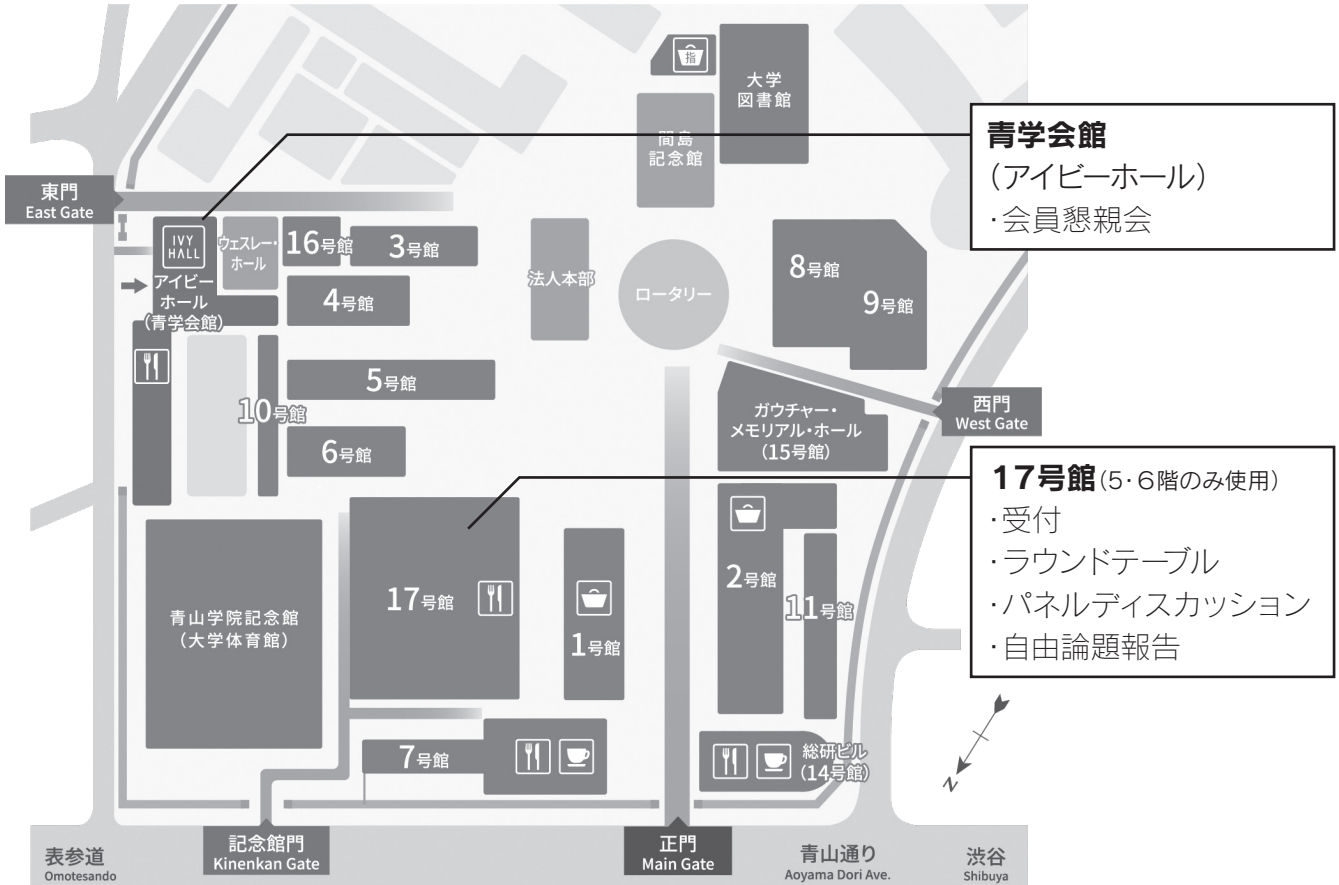 指
大学
図書館
間島
記念館
青学会館
(アイビーホール)
・会員懇親会
東門
East Gate
IVY
HALL
アイビー
ホール
(青学会館)
ウェスレー・
ホール
16号館
3号館
4号館
法人本部
ロータリー
8号館
9号館
5号館
10号館
6号館
西門
West Gate
ガウチャー・
メモリアル・ホール
(15号館)
17号館(5・6階のみ使用)
・受付
・ラウンドテーブル
・パネルディスカッション
・自由論題報告
青山学院記念館
(大学体育館)
17号館
1号館
2号館
11号館
7号館
総研ビル
(14号館)
N
表参道
Omotesando
記念館門
Kinenkan Gate
正門
Main Gate
青山通り
Aoyama Dori Ave.
渋谷
Shibuya